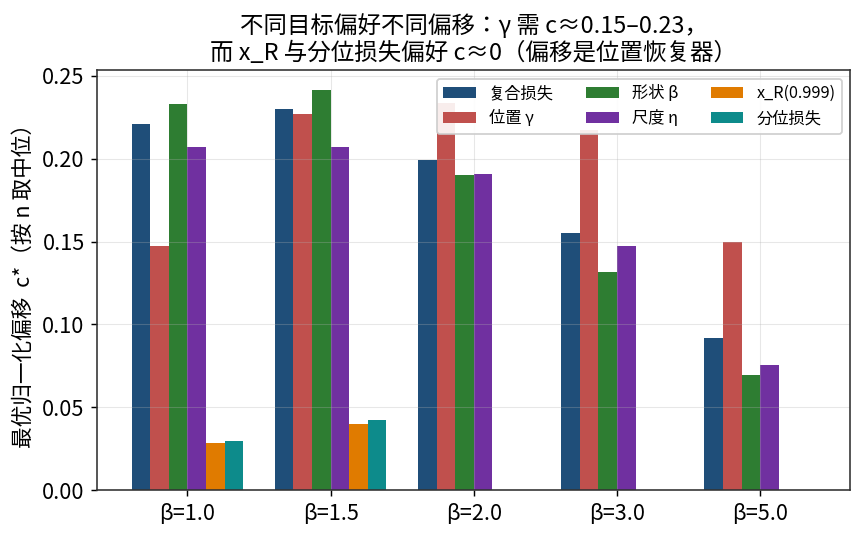 不同目标偏好不同偏移：γ 需 c≈0.15–0.23，
而 x_R 与分位损失偏好 c≈0（偏移是位置恢复器）
最优归一化偏移 c*（按 n 取中位）
0.25
0.20
0.15
0.10
0.05
0.00
复合损失
位置 γ
形状 β
尺度 η
x_R(0.999)
分位损失
β=1.0
β=1.5
β=2.0
β=3.0
β=5.0